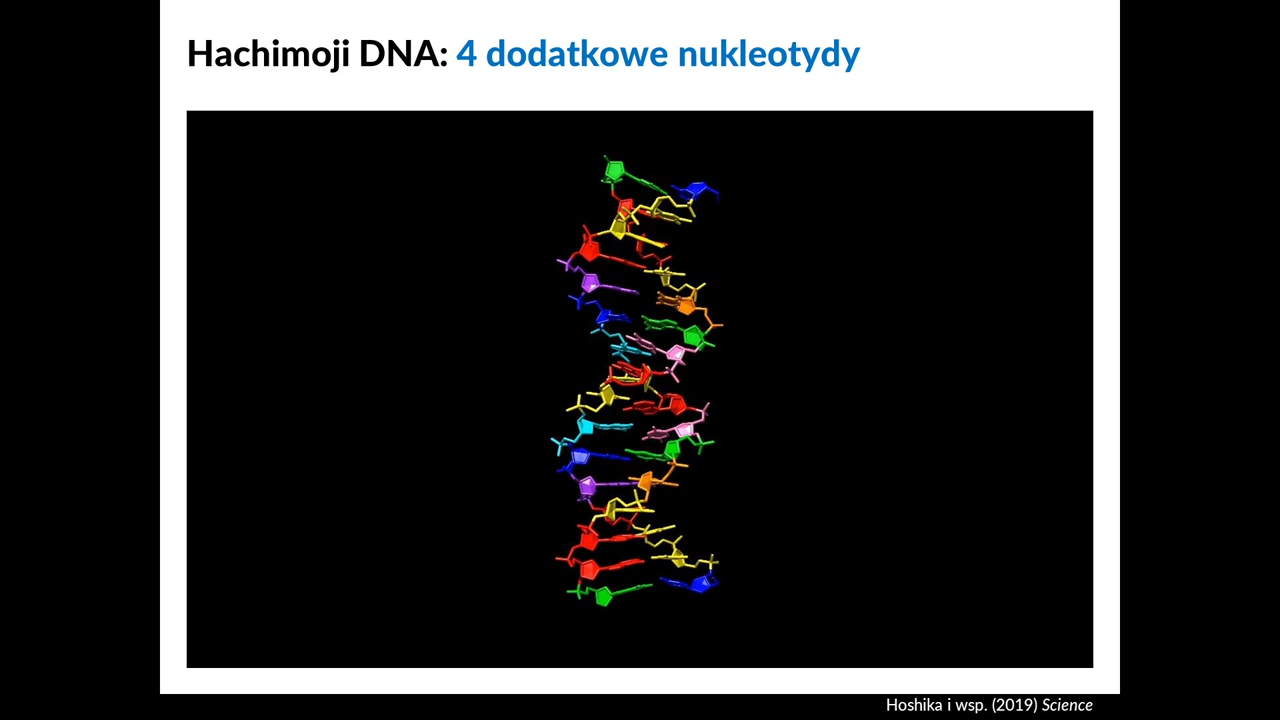 Hachimoji DNA: 4 dodatkowe nukleotydy
Hoshika i wsp. (2019) Science